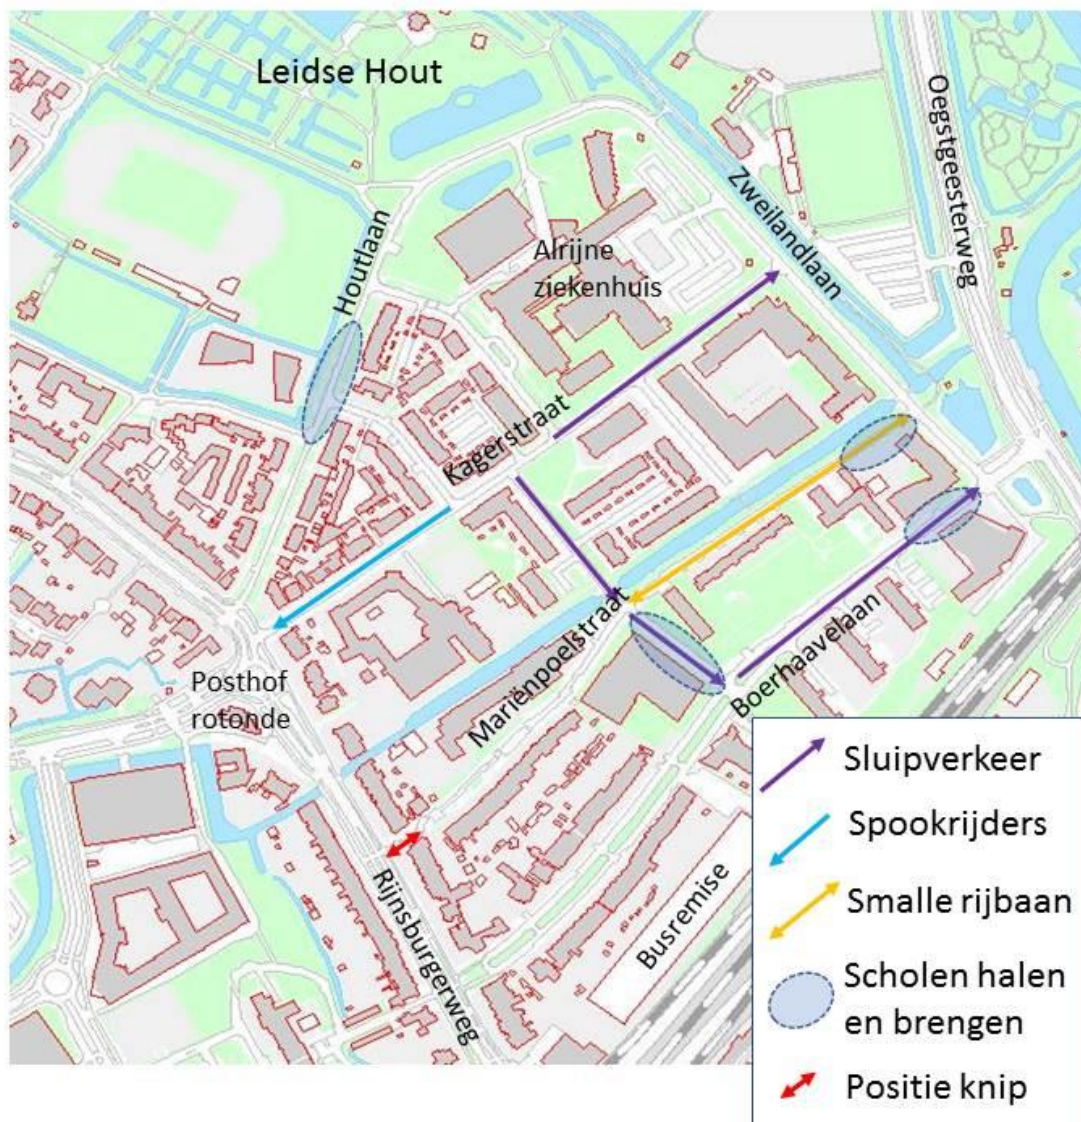 Leidse Hout
Oegstgeesterweg
Zweilandlaan
Houtlaan
Alrijne
ziekenhuis
Kagerstraat
Mariënpoelstraat
Boerhaavelaan
Posthof
rotonde
Rijnsburgerweg
Busremise
Sluipverkeer
Spookrijders
Smalle rijbaan
Scholen halen
en brengen
Positie knip